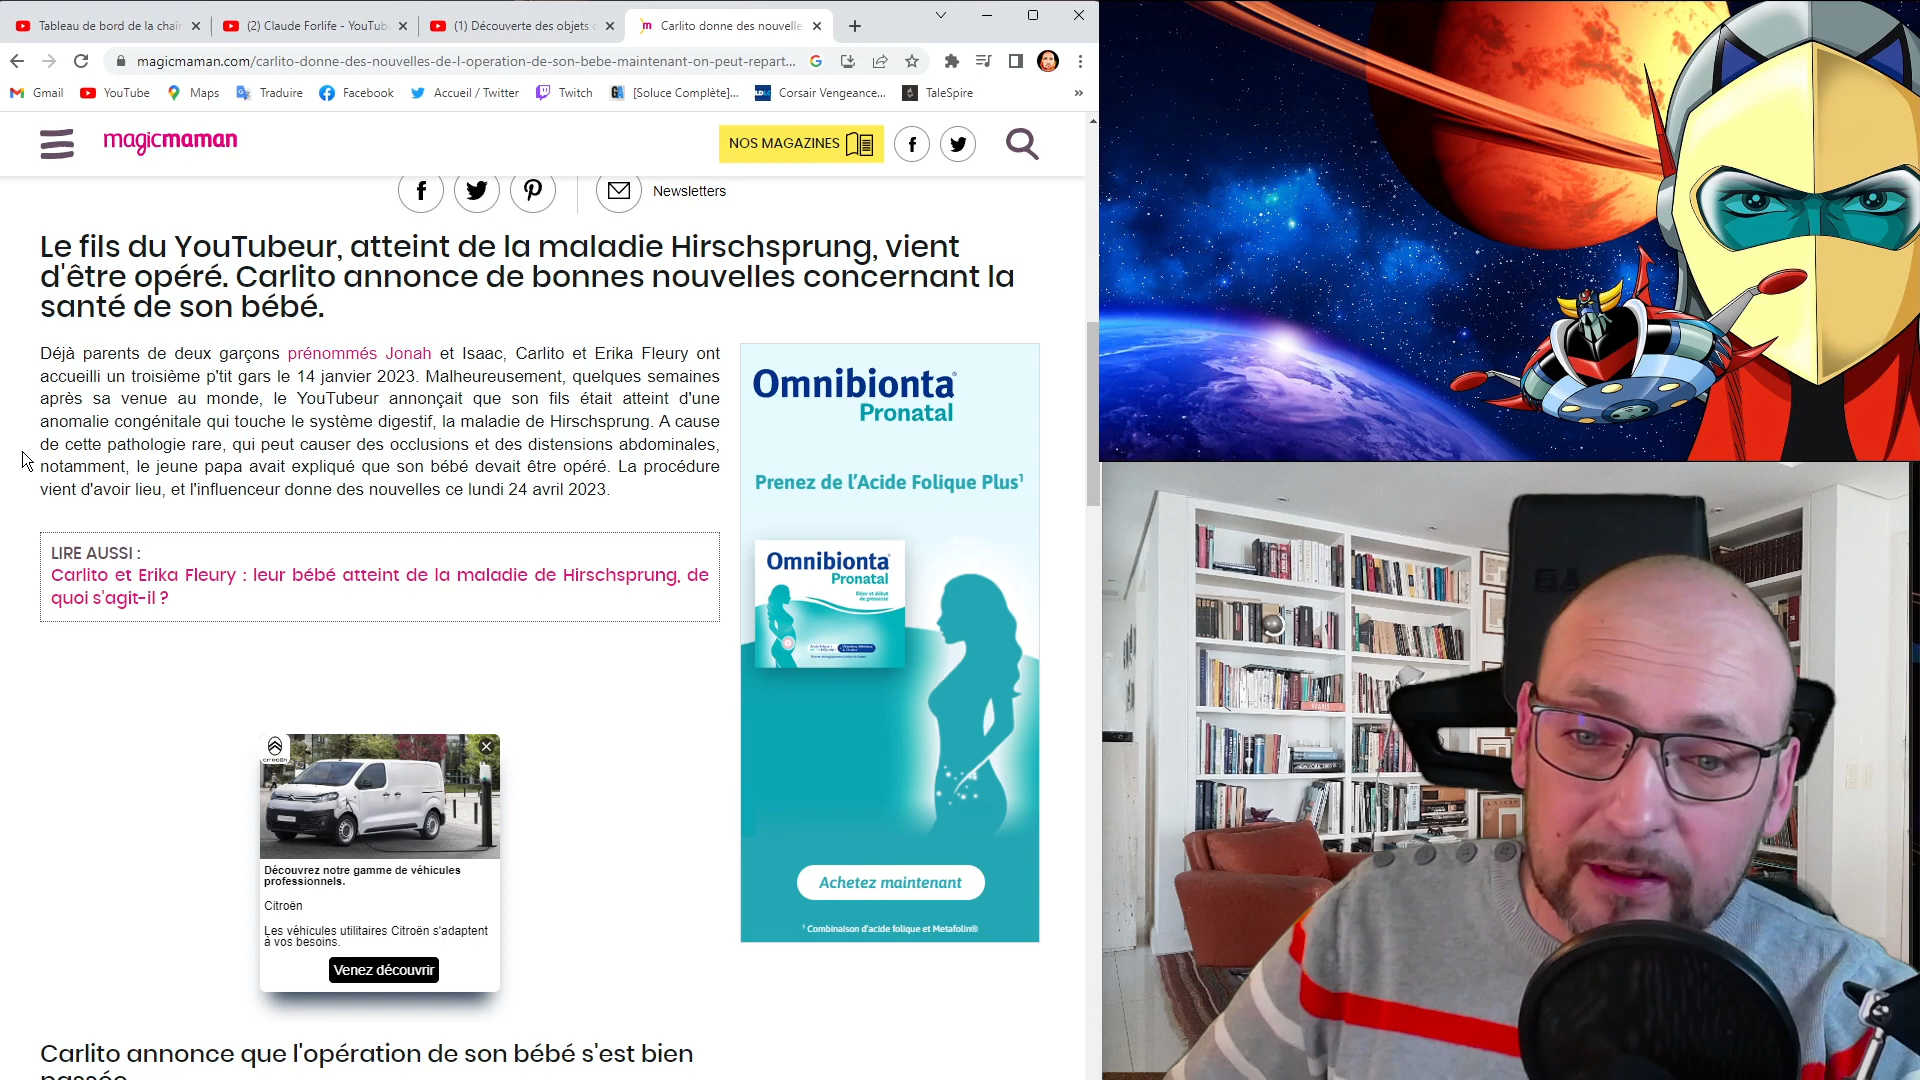 Tableau de bord de la chaîn
(2) Claude Forlife - YouTube
(1) Découverte des objets
Carlito donne des nouvelle
magicmaman.com/carlito-donne-des-nouvelles-de-l-operation-de-son-bebe-maintenant-on-peut-repart...
Gmail
YouTube
Maps
Traduire
Facebook
Accueil / Twitter
Twitch
[Soluce Complète]...
Corsair Vengeance...
TaleSpire
»
magicmaman
NOS MAGAZINES
Newsletters
Le fils du YouTubeur, atteint de la maladie Hirschsprung, vient
d'être opéré. Carlito annonce de bonnes nouvelles concernant la
santé de son bébé.
Déjà parents de deux garçons prénommés Jonah et Isaac, Carlito et Erika Fleury ont
accueilli un troisième p'tit gars le 14 janvier 2023. Malheureusement, quelques semaines
après sa venue au monde, le YouTubeur annonçait que son fils était atteint d'une
anomalie congénitale qui touche le système digestif, la maladie de Hirschsprung. A cause
de cette pathologie rare, qui peut causer des occlusions et des distensions abdominales,
notamment, le jeune papa avait expliqué que son bébé devait être opéré. La procédure
vient d'avoir lieu, et l'influenceur donne des nouvelles ce lundi 24 avril 2023.
LIRE AUSSI :
Carlito et Erika Fleury : leur bébé atteint de la maladie de Hirschsprung, de
quoi s'agit-il ?
Omnibionta®
Pronatal
Prenez de l'Acide Folique Plus¹
Omnibionta
Pronatal
Achetez maintenant
¹ Combinaison d'acide folique et Metafolin®
CITROËN
Découvrez notre gamme de véhicules
professionnels.
Citroën
Les véhicules utilitaires Citroën s'adaptent
à vos besoins.
Venez découvrir
Carlito annonce que l'opération de son bébé s'est bien
passée